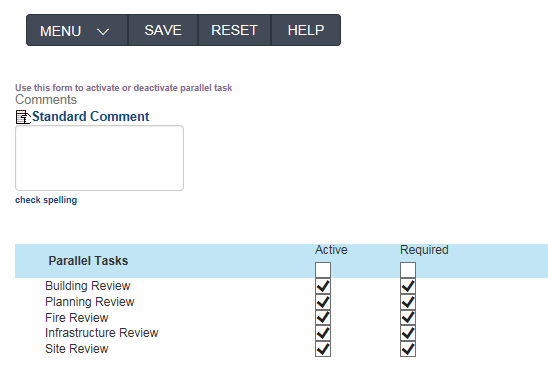 MENU SAVE RESET HELP
Use this form to activate or deactivate parallel task
Comments
Standard Comment
check spelling
Parallel Tasks Active Required
Building Review
Planning Review
Fire Review
Infrastructure Review
Site Review